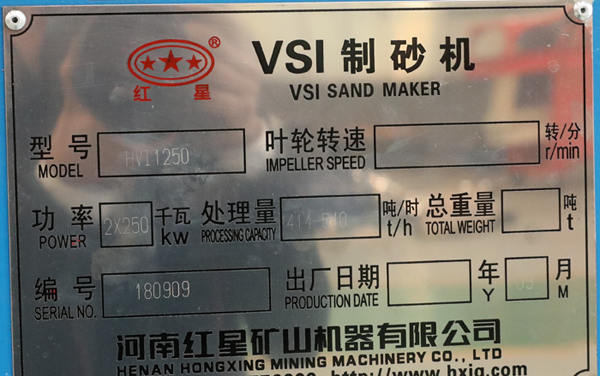 VSI 制砂机
®
红 星
VSI SAND MAKER
型 号 HVI1250 叶轮转速 转/分
MODEL IMPELLER SPEED r/min
功 率 2X250 千瓦 处理量 吨/时 总重量 吨
POWER kw PROCESSING CAPACITY t/h TOTAL WEIGHT t
编 号 180909 出厂日期 年 月
SERIAL NO. PRODUCTION DATE Y M
河南红星矿山机器有限公司
HENAN HONGXING MINING MACHINERY CO., LTD